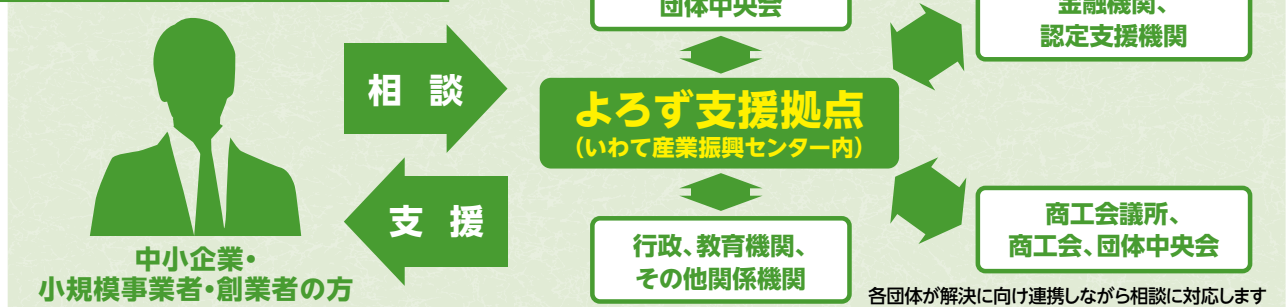 団体中央会
金融機関、
認定支援機関
相 談
よろず支援拠点
(いわて産業振興センター内)
支 援
中小企業・
小規模事業者・創業者の方
行政、教育機関、
その他関係機関
商工会議所、
商工会、団体中央会
各団体が解決に向け連携しながら相談に対応します